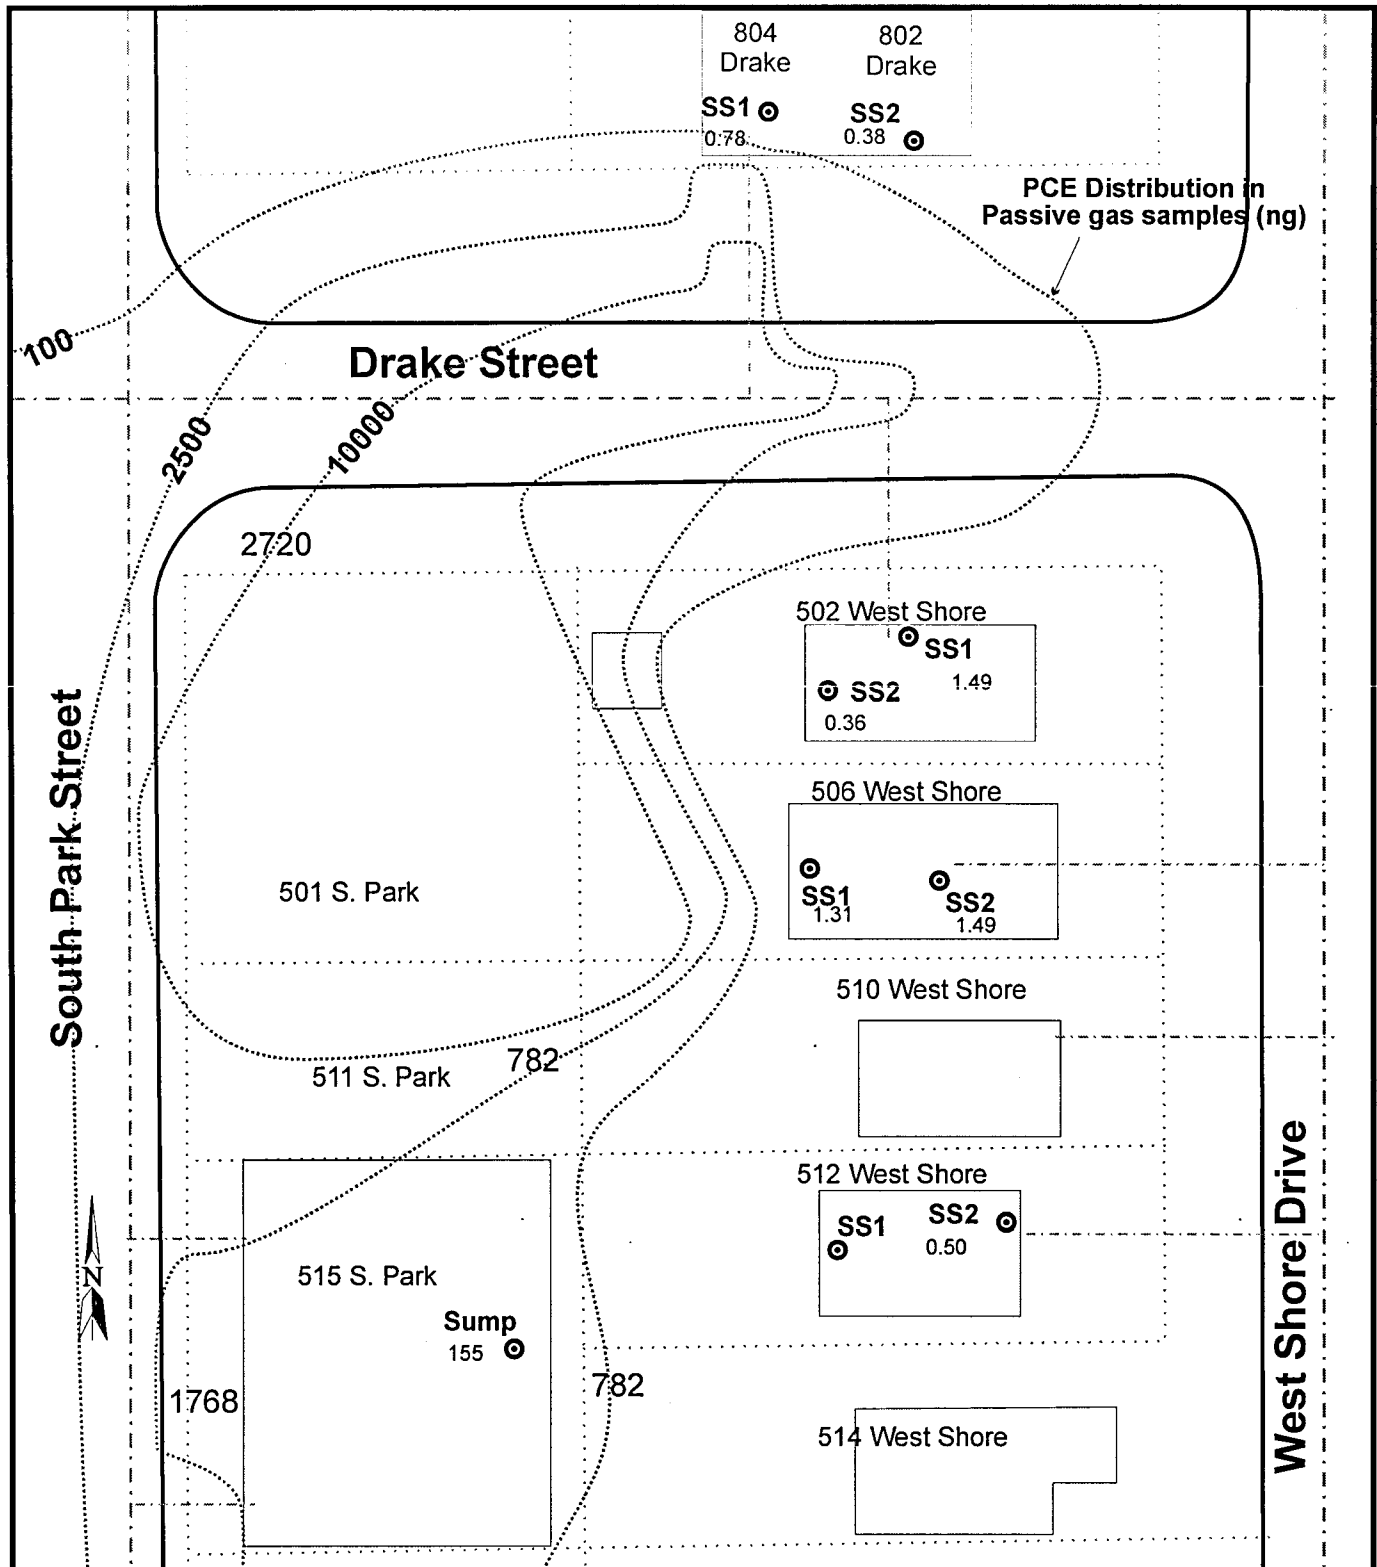 804
Drake
802
Drake
SS1
0.78
SS2
0.38
PCE Distribution in
Passive gas samples (ng)
100
Drake Street
2500
10000
2720
502 West Shore
SS1
1.49
SS2
0.36
South Park Street
506 West Shore
501 S. Park
SS1
1.31
SS2
1.49
510 West Shore
782
511 S. Park
512 West Shore
SS1
SS2
0.50
N
515 S. Park
Sump
155
West Shore Drive
1768
782
514 West Shore